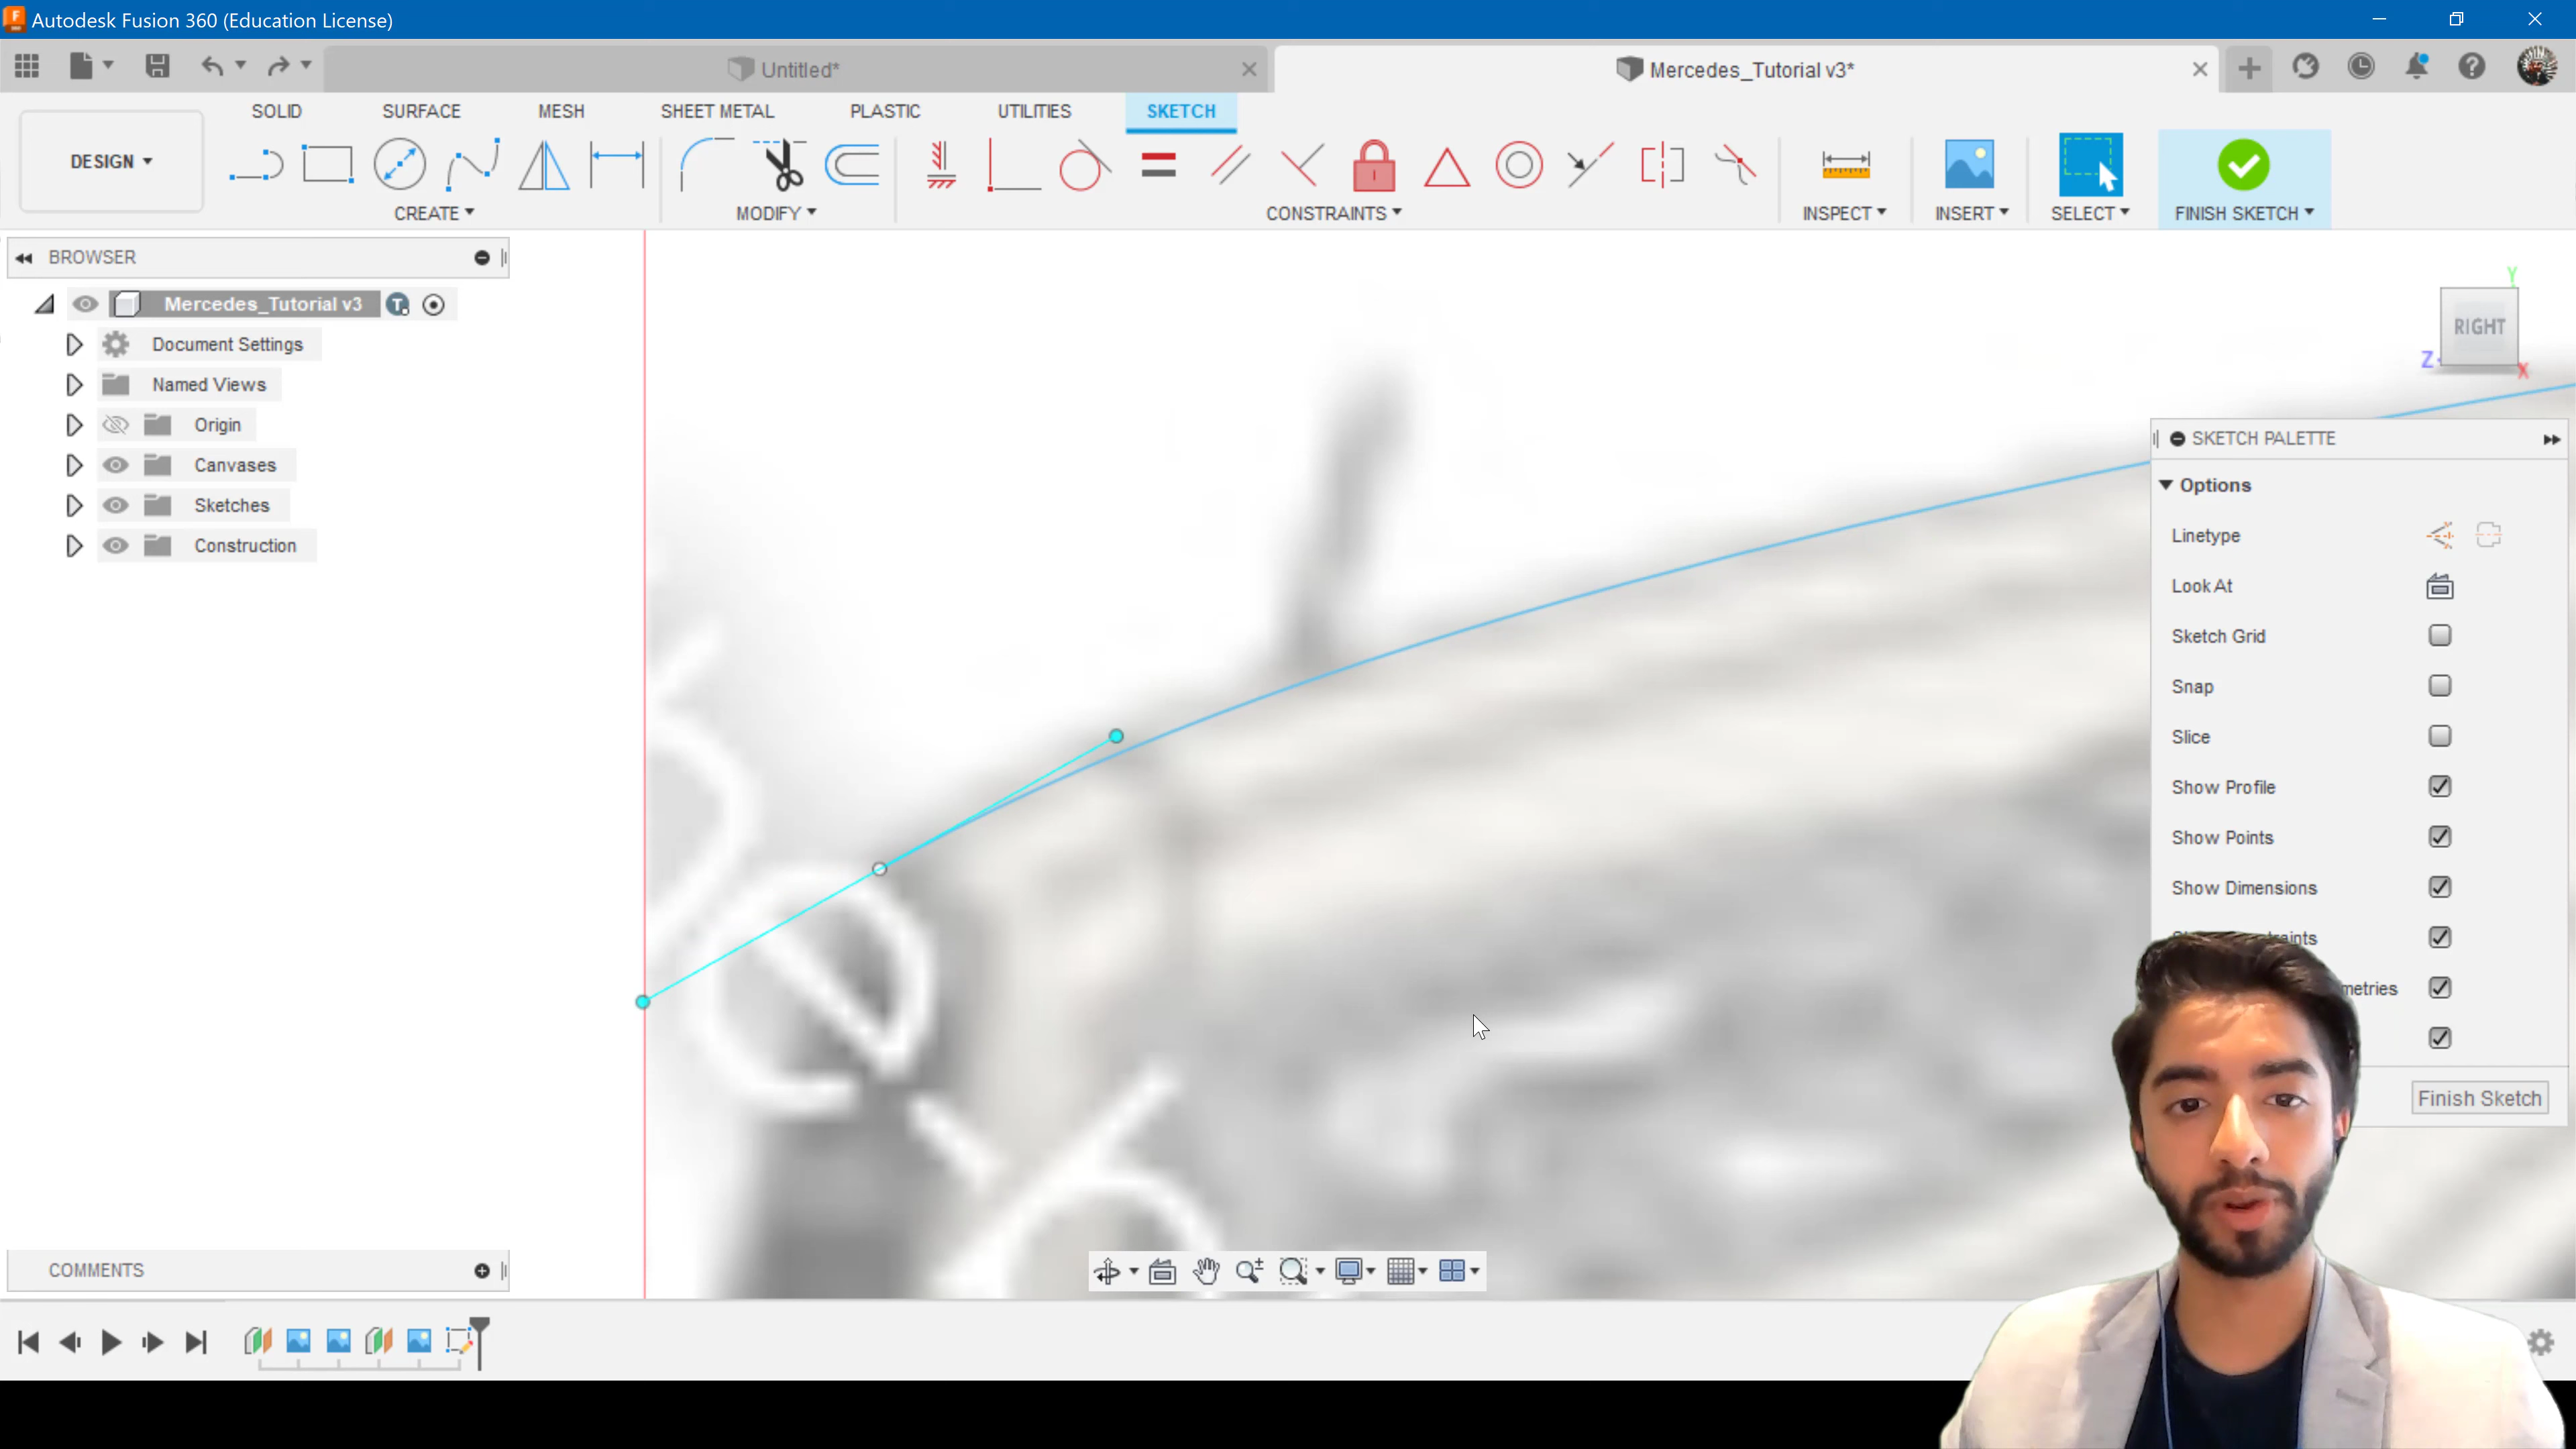 Autodesk Fusion 360 (Education License)
Untitled*
Mercedes_Tutorial v3*
DESIGN
SOLID
SURFACE
MESH
SHEET METAL
PLASTIC
UTILITIES
SKETCH
CREATE
MODIFY
CONSTRAINTS
INSPECT
INSERT
SELECT
FINISH SKETCH
BROWSER
Mercedes_Tutorial v3
Document Settings
Named Views
Origin
Canvases
Sketches
Construction
Y
RIGHT
Z
X
SKETCH PALETTE
Options
Linetype
Look At
Sketch Grid
Snap
Slice
Show Profile
Show Points
Show Dimensions
Finish Sketch
COMMENTS